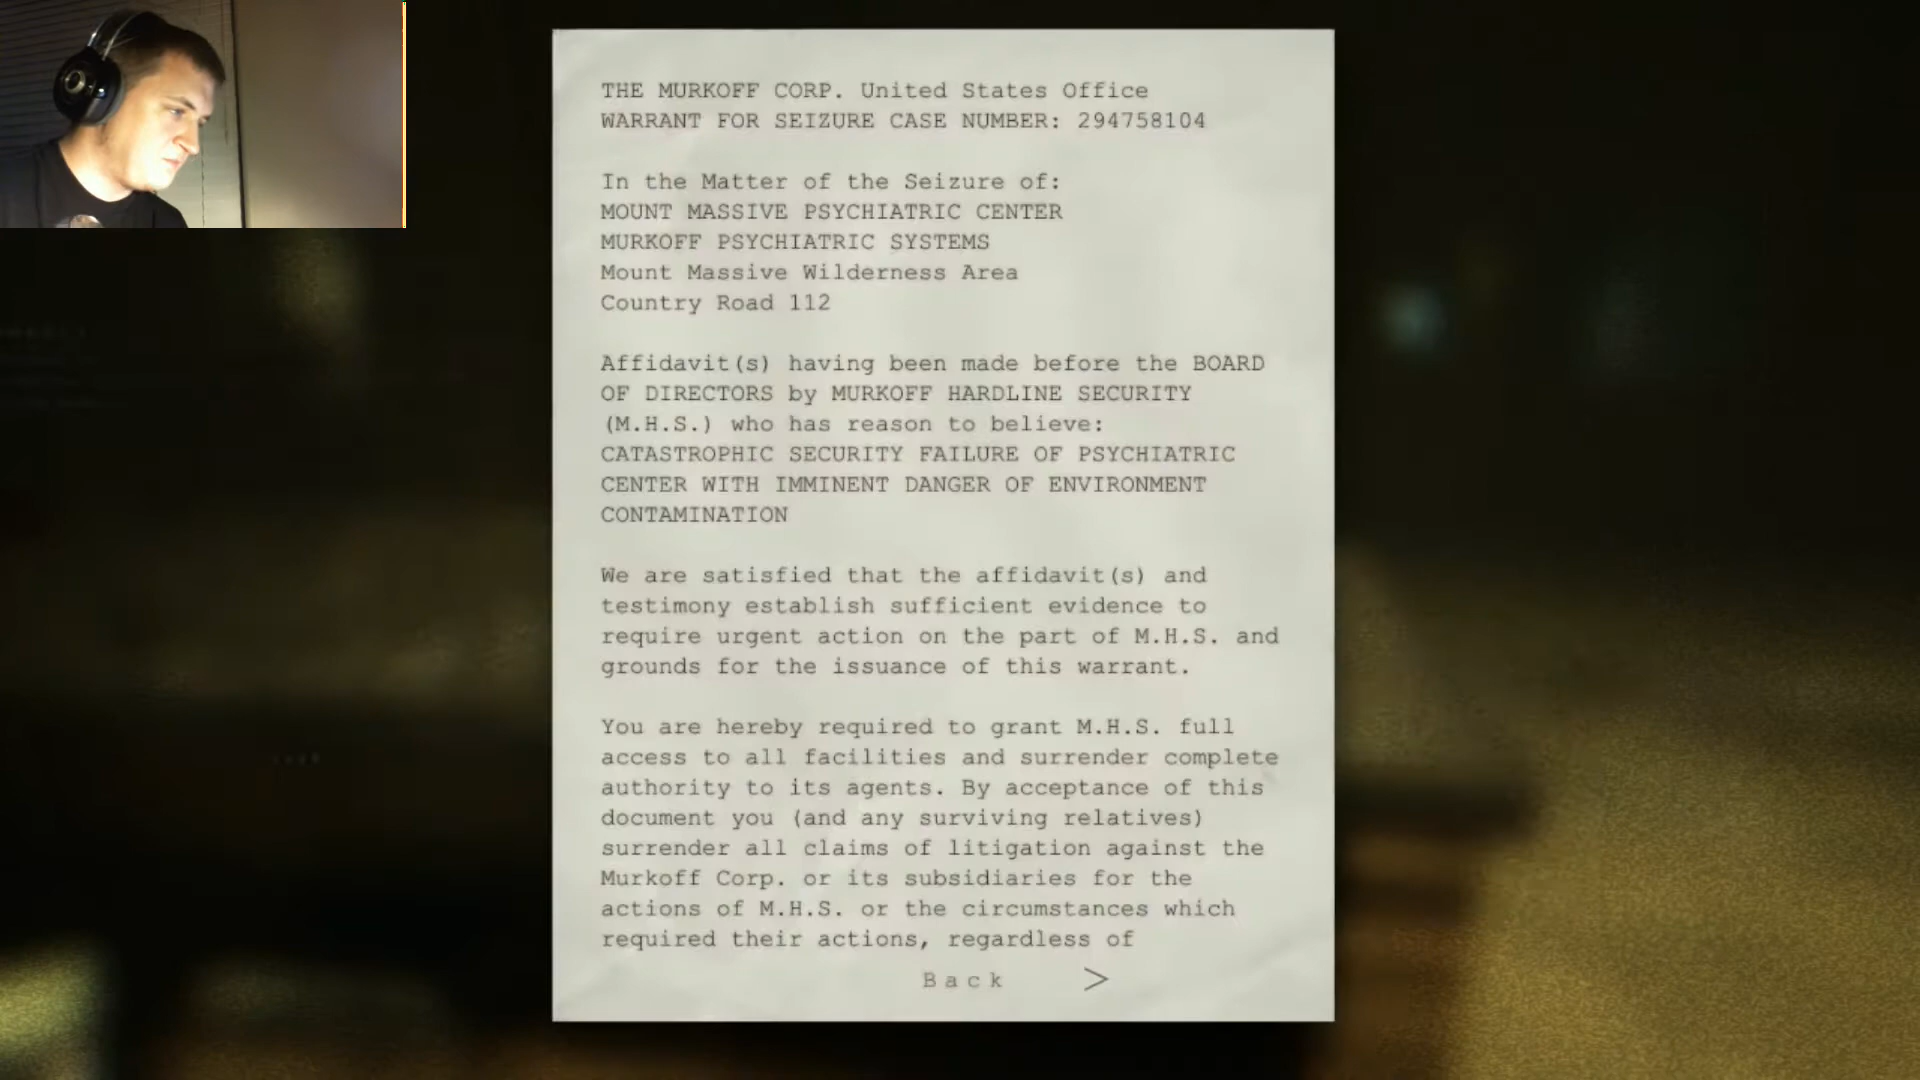 THE MURKOFF CORP. United States Office
WARRANT FOR SEIZURE CASE NUMBER: 294758104
In the Matter of the Seizure of:
MOUNT MASSIVE PSYCHIATRIC CENTER
MURKOFF PSYCHIATRIC SYSTEMS
Mount Massive Wilderness Area
Country Road 112
Affidavit(s) having been made before the BOARD
OF DIRECTORS by MURKOFF HARDLINE SECURITY
(M.H.S.) who has reason to believe:
CATASTROPHIC SECURITY FAILURE OF PSYCHIATRIC
CENTER WITH IMMINENT DANGER OF ENVIRONMENT
CONTAMINATION
We are satisfied that the affidavit(s) and
testimony establish sufficient evidence to
require urgent action on the part of M.H.S. and
grounds for the issuance of this warrant.
You are hereby required to grant M.H.S. full
access to all facilities and surrender complete
authority to its agents. By acceptance of this
document you (and any surviving relatives)
surrender all claims of litigation against the
Murkoff Corp. or its subsidiaries for the
actions of M.H.S. or the circumstances which
required their actions, regardless of
Back >